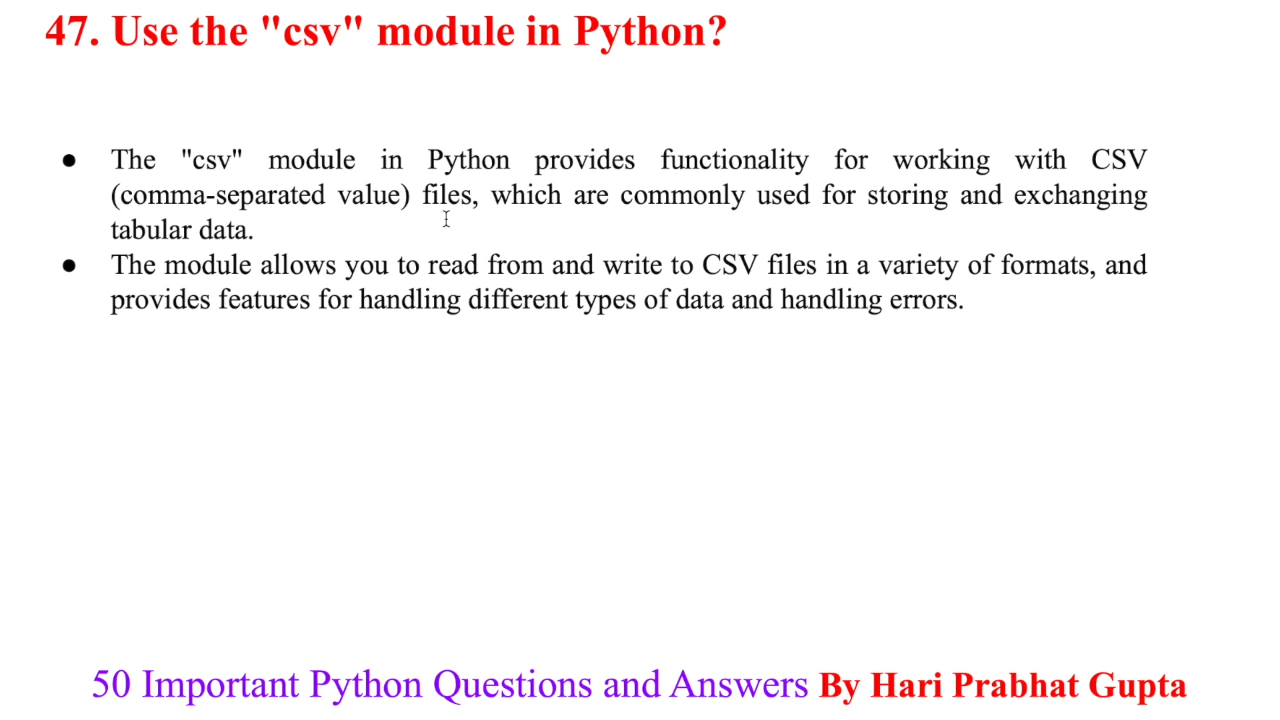 47. Use the "csv" module in Python?
● The "csv" module in Python provides functionality for working with CSV
(comma-separated value) files, which are commonly used for storing and exchanging
tabular data.
● The module allows you to read from and write to CSV files in a variety of formats, and
provides features for handling different types of data and handling errors.
50 Important Python Questions and Answers By Hari Prabhat Gupta